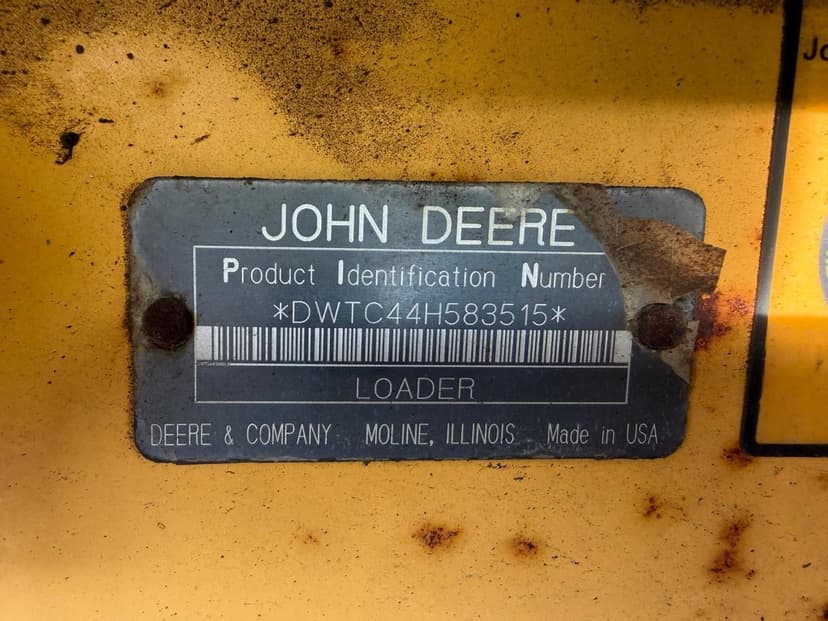 JOHN DEERE
Product Identification Number
*DWTC44H583515*
LOADER
DEERE & COMPANY MOLINE, ILLINOIS Made in USA